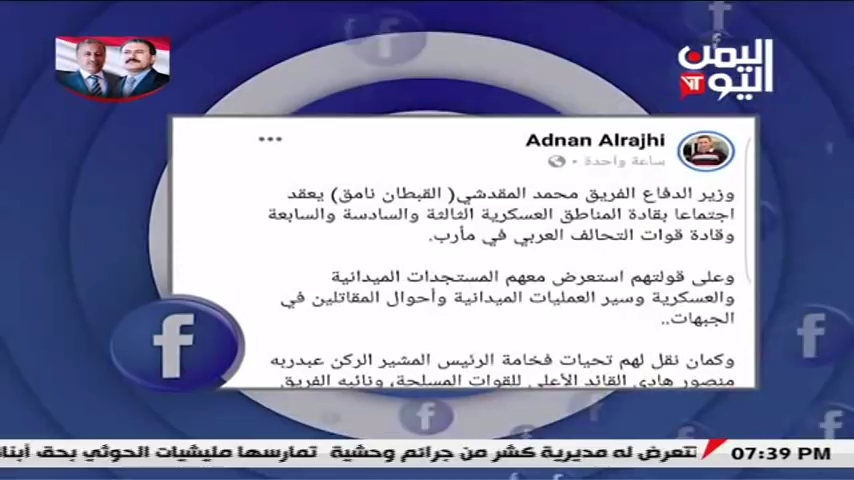 اليمن
اليوم
YT
Adnan Alrajhi
ساعة واحدة
وزير الدفاع الفريق محمد المقدشي( القبطان نامق) يعقد
اجتماعا بقادة المناطق العسكرية الثالثة والسادسة والسابعة
وقادة قوات التحالف العربي في مأرب.
وعلى قولتهم استعرض معهم المستجدات الميدانية
والعسكرية وسير العمليات الميدانية وأحوال المقاتلين في
الجبهات..
وكمان نقل لهم تحيات فخامة الرئيس المشير الركن عبدربه
منصور هادي القائد الأعلى للقوات المسلحة، ونائبه الفريق
07:39 PM
تتعرض له مديرية كشر من جرائم وحشية تمارسها مليشيات الحوثي بحق